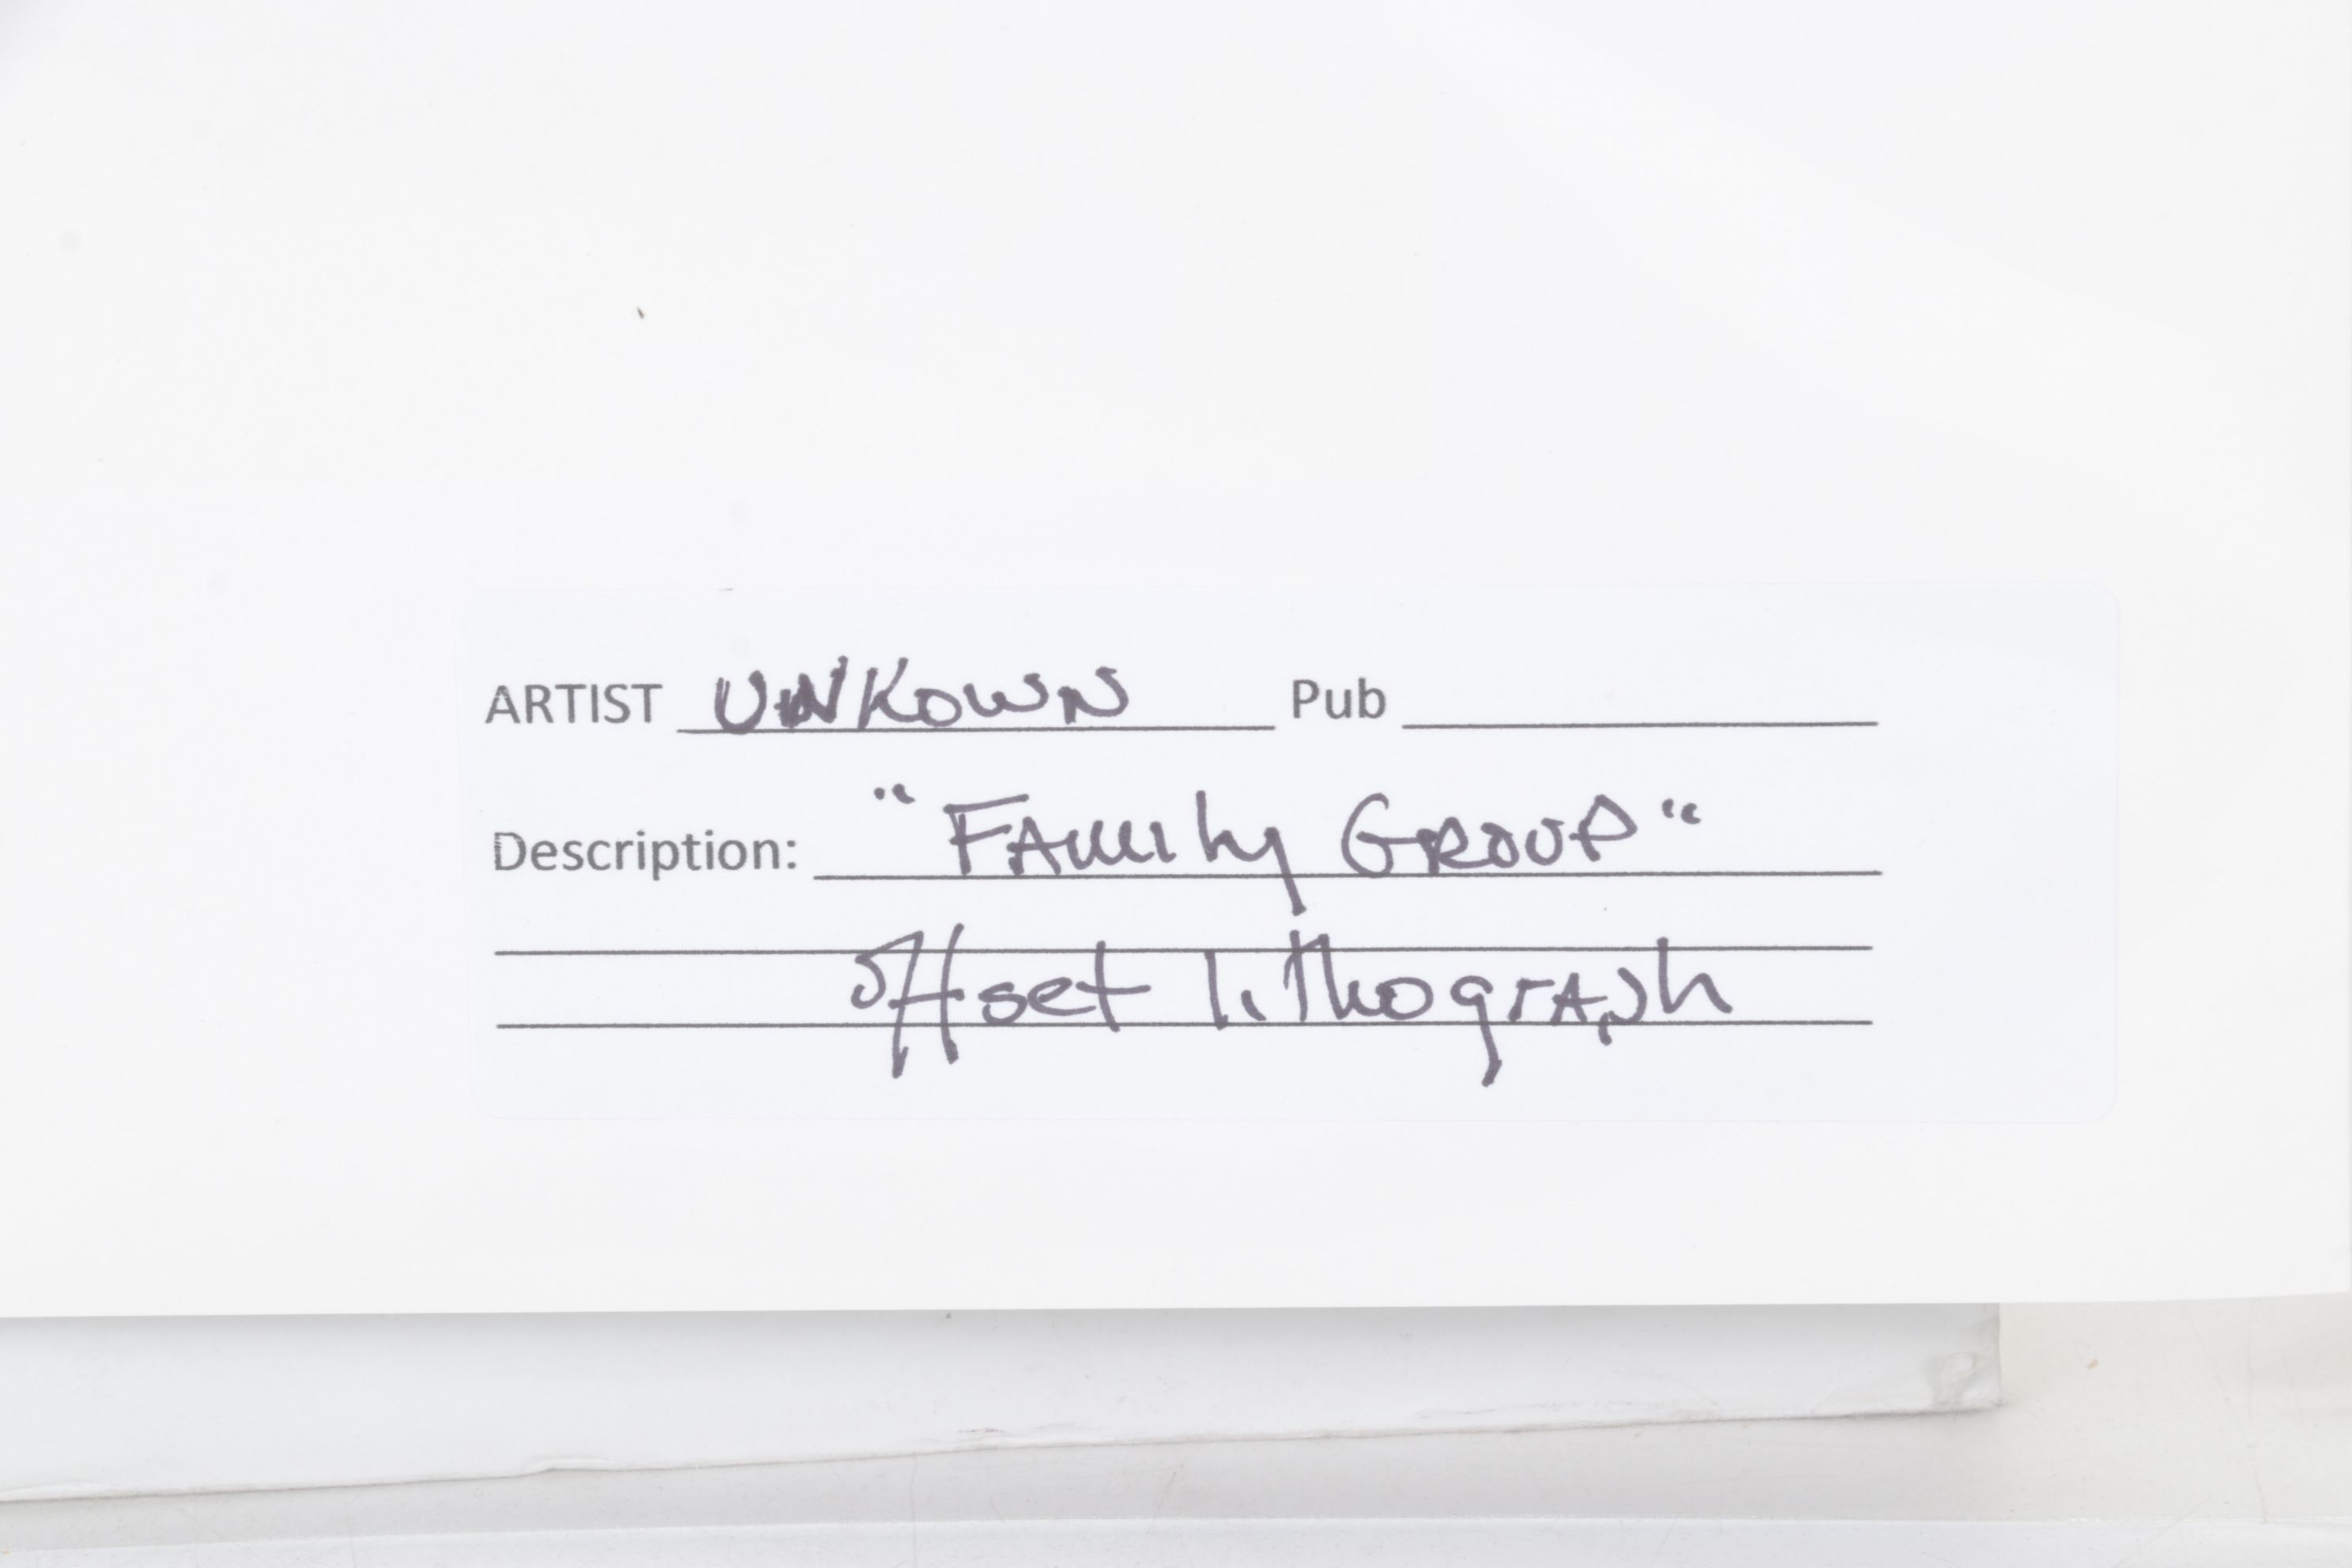 ARTIST UNKOWN Pub
Description: "FAmily GROUP"
offset lithograph